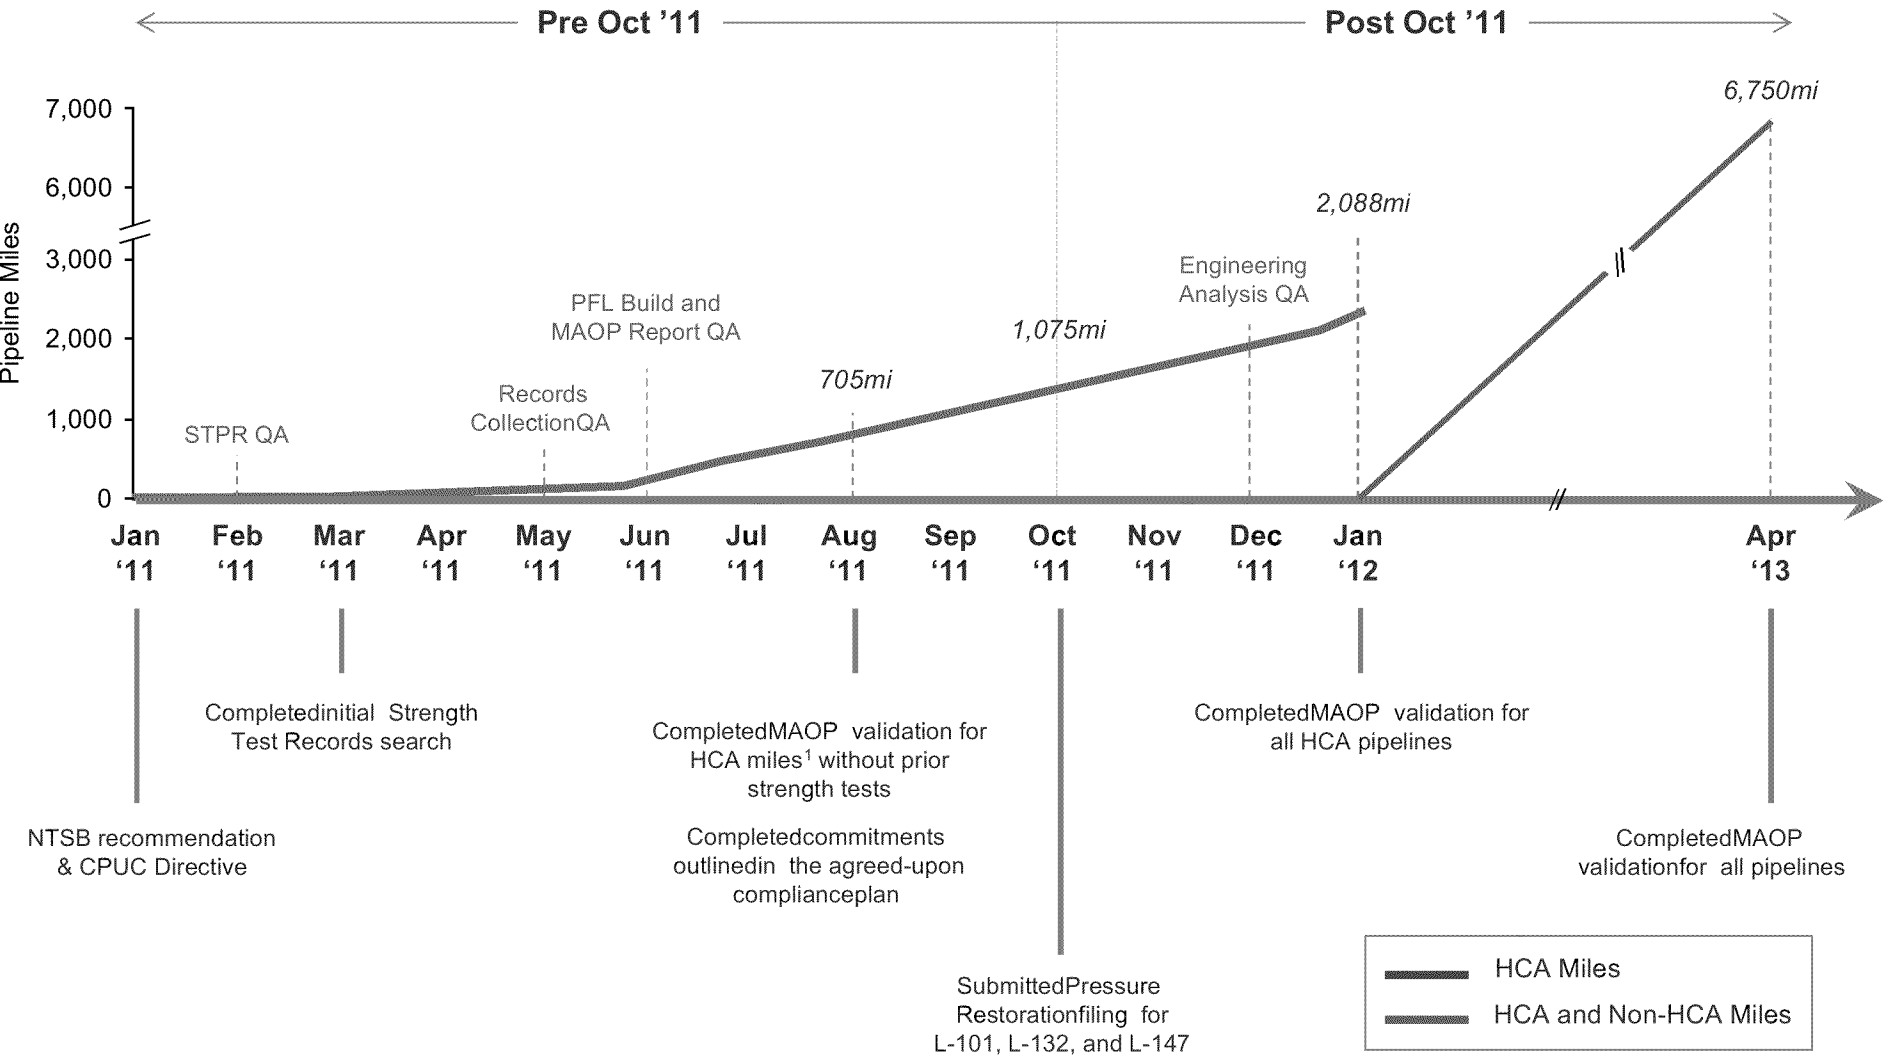 Pre Oct ’11
Post Oct ’11
6,750mi
7,000
6,000
2,088mi
3,000
Pipeline Miles
Engineering
Analysis QA
PFL Build and
MAOP Report QA
1,075mi
2,000
705mi
Records
CollectionQA
1,000
STPR QA
0
Jan
‘11
Feb
‘11
Mar
‘11
Apr
‘11
May
‘11
Jun
‘11
Jul
‘11
Aug
‘11
Sep
‘11
Oct
‘11
Nov
‘11
Dec
‘11
Jan
‘12
Apr
‘13
Completedinitial Strength
Test Records search
CompletedMAOP validation for
HCA miles¹ without prior
strength tests
CompletedMAOP validation for
all HCA pipelines
NTSB recommendation
& CPUC Directive
Completedcommitments
outlinedin the agreed-upon
complianceplan
CompletedMAOP
validationfor all pipelines
SubmittedPressure
Restorationfiling for
L-101, L-132, and L-147
HCA Miles
HCA and Non-HCA Miles